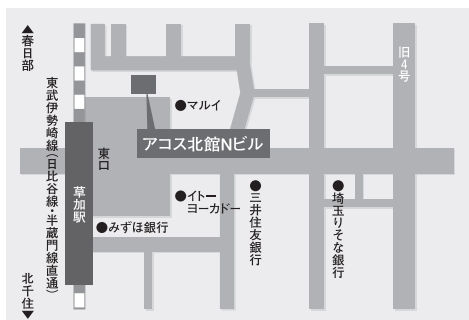 ▲春日部
東武伊勢崎線(日比谷線・半蔵門線直通)
北千住▼
草加駅
東口
●マルイ
アコス北館Nビル
●イトー
ヨーカドー
●みずほ銀行
●三井住友銀行
●埼玉りそな銀行
旧4号